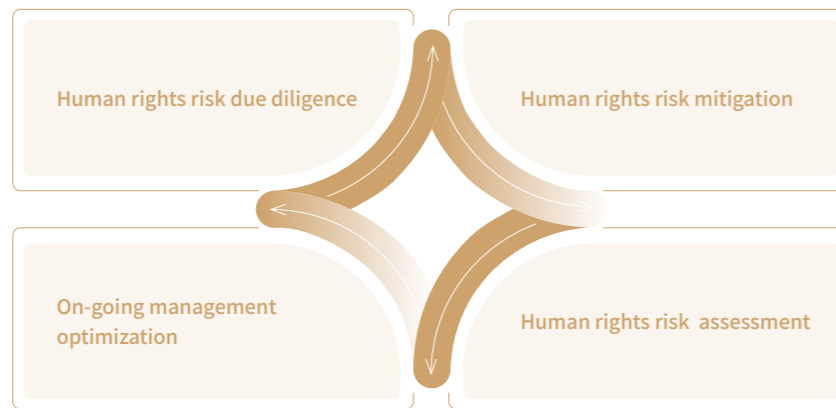 Human rights risk due diligence
Human rights risk mitigation
On-going management
optimization
Human rights risk  assessment